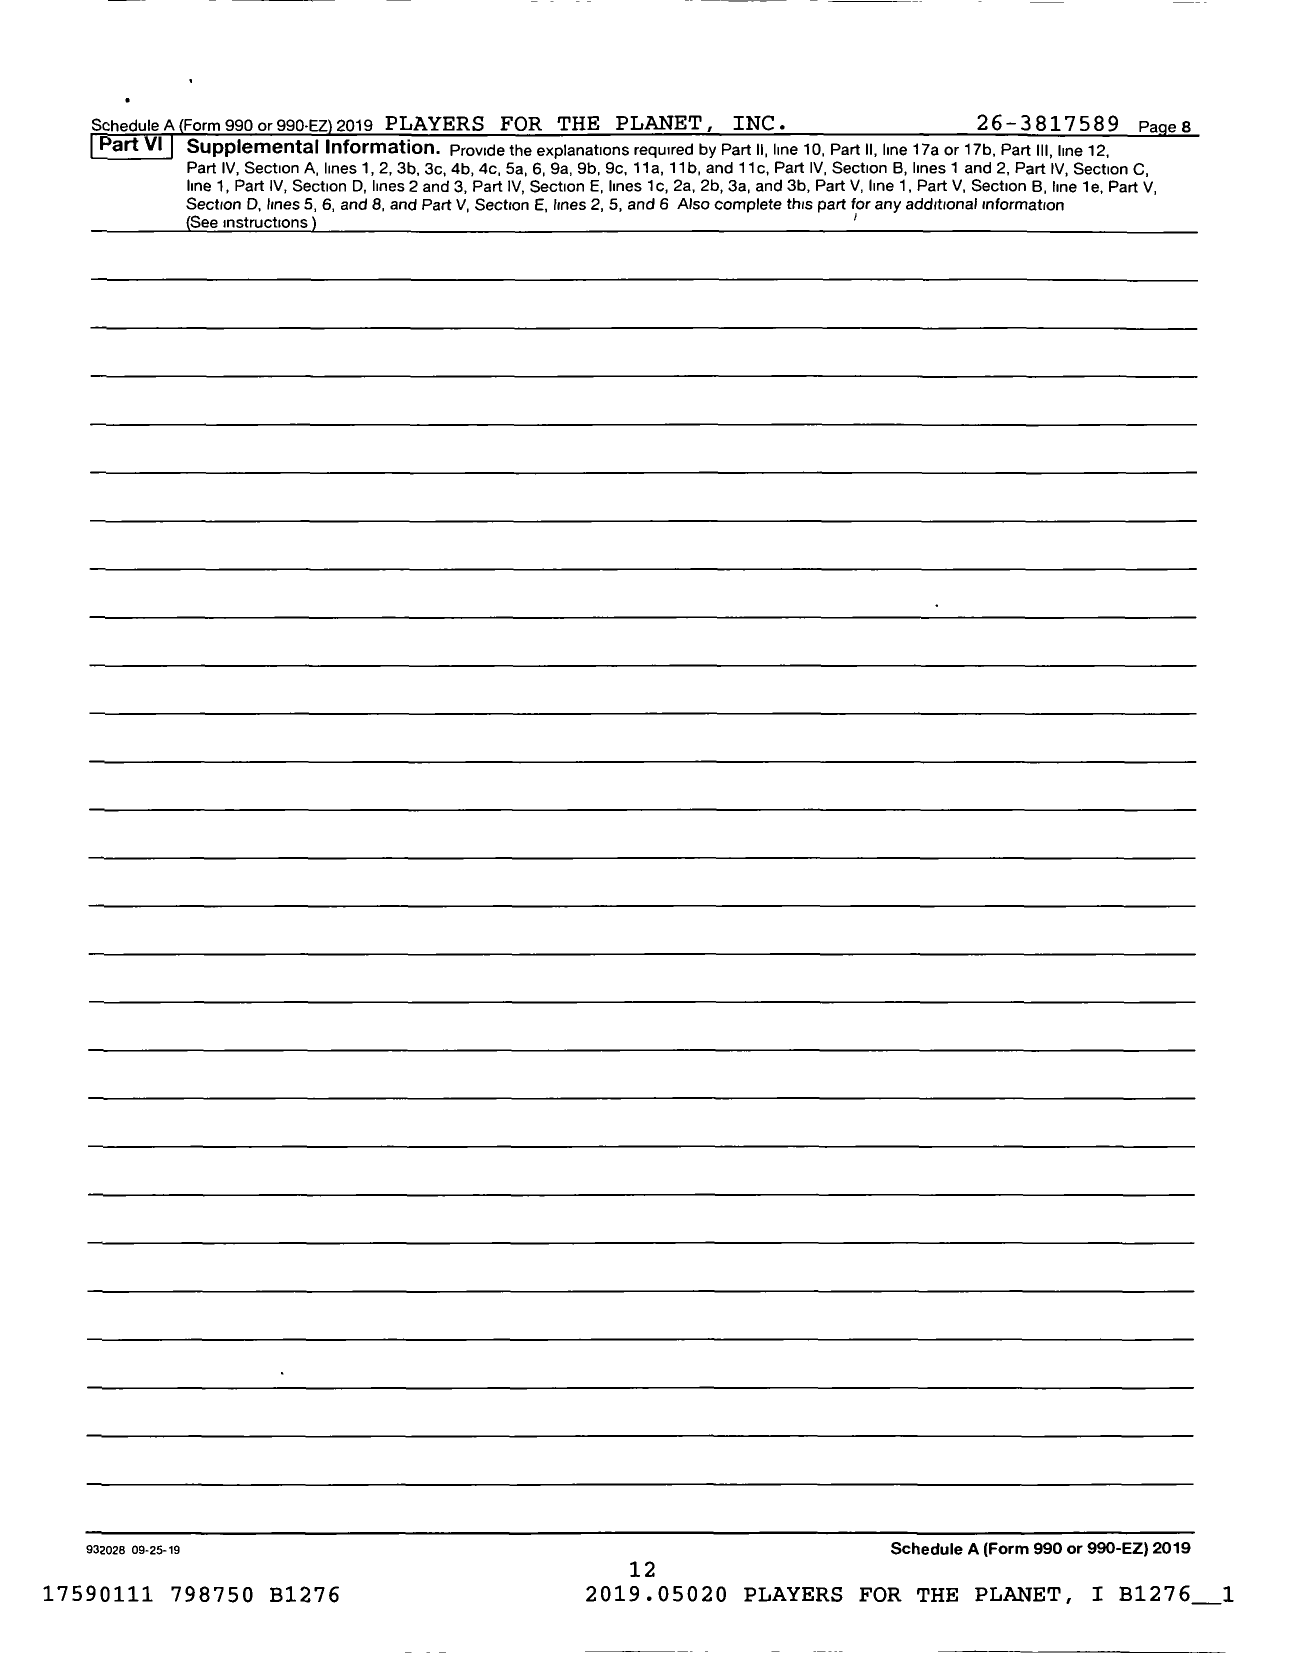 Schedule A (Form 990 or 990-EZ) 2019 PLAYERS FOR THE PLANET, INC. 26-3817589 Page 8
Part VI Supplemental Information. Provide the explanations required by Part II, line 10, Part II, line 17a or 17b, Part III, line 12,
Part IV, Section A, lines 1, 2, 3b, 3c, 4b, 4c, 5a, 6, 9a, 9b, 9c, 11a, 11b, and 11c, Part IV, Section B, lines 1 and 2, Part IV, Section C,
line 1, Part IV, Section D, lines 2 and 3, Part IV, Section E, lines 1c, 2a, 2b, 3a, and 3b, Part V, line 1, Part V, Section B, line 1e, Part V,
Section D, lines 5, 6, and 8, and Part V, Section E, lines 2, 5, and 6 Also complete this part for any additional information
(See instructions )
932028 09-25-19 Schedule A (Form 990 or 990-EZ) 2019
12
17590111 798750 B1276 2019.05020 PLAYERS FOR THE PLANET, I B1276__1